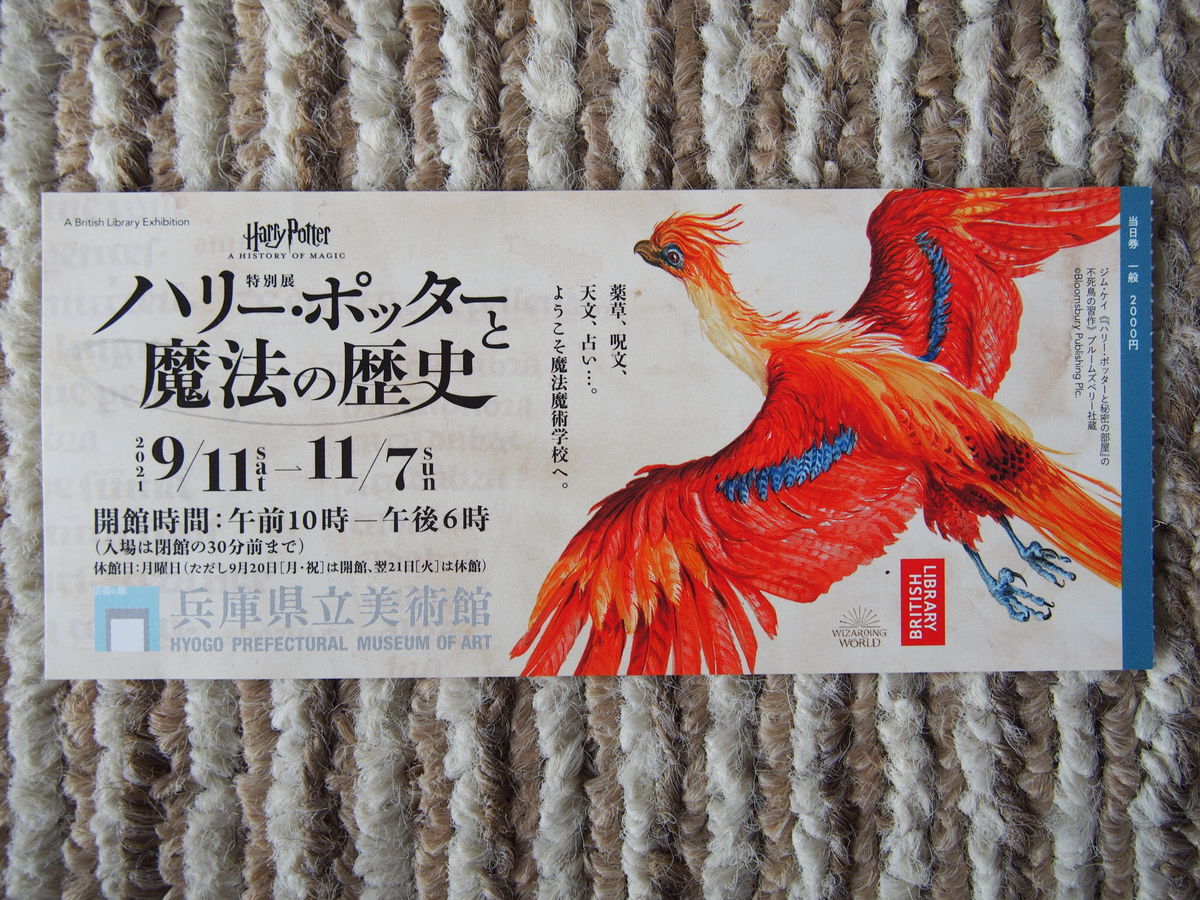 A British Library Exhibition
Harry Potter
A HISTORY OF MAGIC
特別展
ハリー・ポッターと
魔法の歴史
2021 9/11 sat → 11/7 sun
開館時間:午前10時―午後6時
(入場は閉館の30分前まで)
休館日:月曜日(ただし9月20日[月・祝]は開館、翌21日[火]は休館)
兵庫県立美術館
HYOGO PREFECTURAL MUSEUM OF ART
薬草、呪文、
天文、占い…。
ようこそ魔法魔術学校へ。
WIZARDING
WORLD
BRITISH
LIBRARY
ジム・ケイ《『ハリー・ポッターと秘密の部屋』の
不死鳥の習作》ブルームズベリー社蔵
©Bloomsbury Publishing Plc.
当日券 一般 2000円